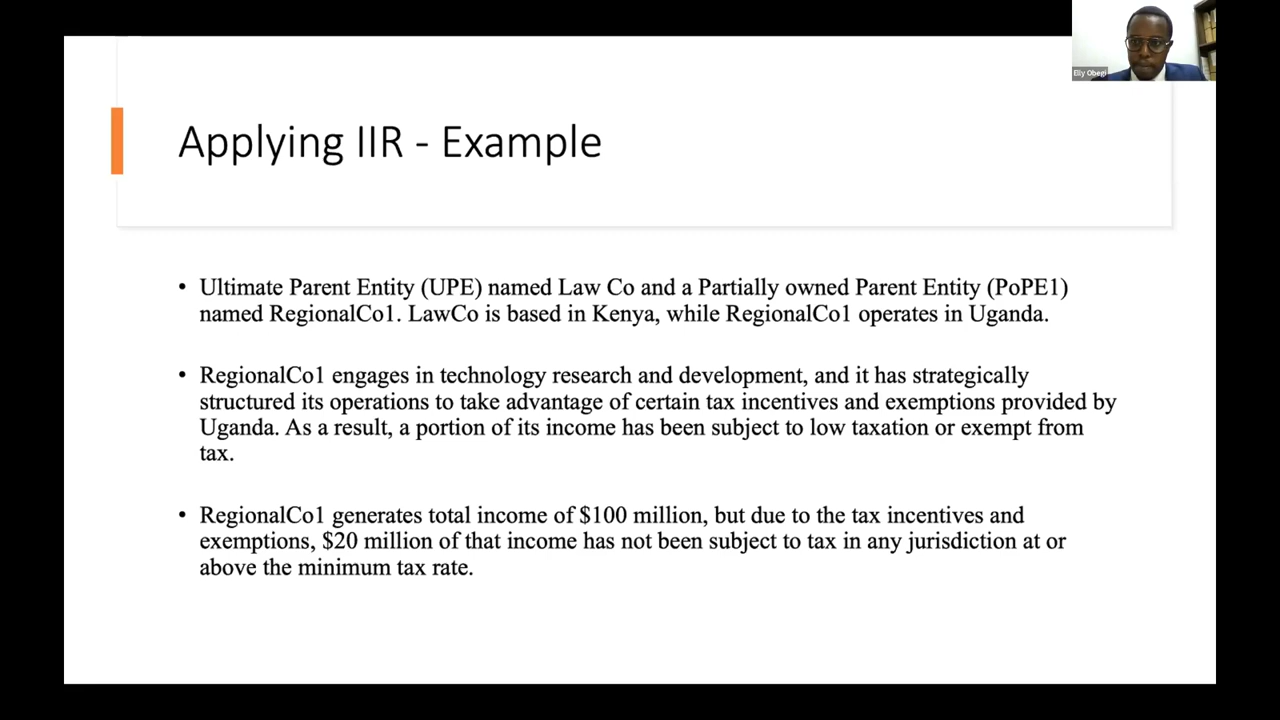 Elly Obegi
Applying IIR - Example
• Ultimate Parent Entity (UPE) named Law Co and a Partially owned Parent Entity (PoPE1)
named RegionalCo1. LawCo is based in Kenya, while RegionalCo1 operates in Uganda.
• RegionalCo1 engages in technology research and development, and it has strategically
structured its operations to take advantage of certain tax incentives and exemptions provided by
Uganda. As a result, a portion of its income has been subject to low taxation or exempt from
tax.
• RegionalCo1 generates total income of $100 million, but due to the tax incentives and
exemptions, $20 million of that income has not been subject to tax in any jurisdiction at or
above the minimum tax rate.